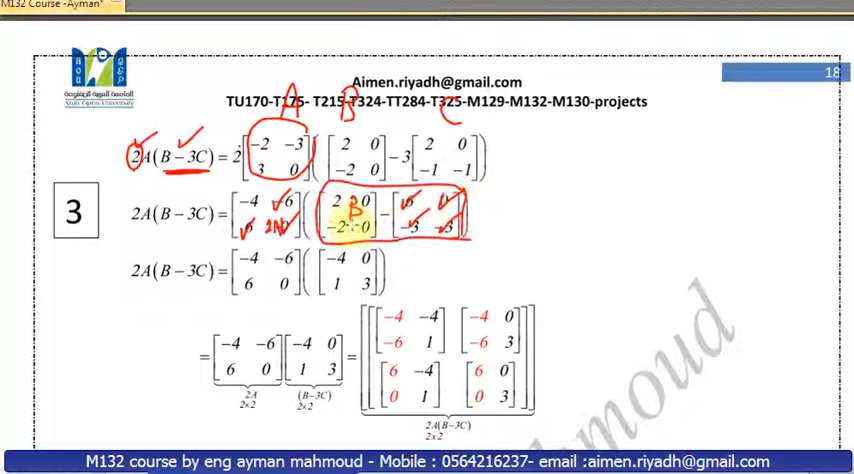 M132 Course -Ayman*
18
الجامعة العربية المفتوحة
Arab Open University
Aimen.riyadh@gmail.com
TU170-T175- T215-T324-TT284-T325-M129-M132-M130-projects
A B C
2A(B − 3C) = 2[−2 −3; 3 0]([2 0; −2 0] − 3[2 0; −1 −1])
3
2A(B − 3C) = [−4 −6; 6 0]([2 0; −2 0] − [6 0; −3 −3])
2A B
2A(B − 3C) = [−4 −6; 6 0]([−4 0; 1 3])
= [−4 −6; 6 0][−4 0; 1 3] = [[[−4; −6] [−4; 1] [−4; −6] [0; 3]; [6; 0] [−4; 1] [6; 0] [0; 3]]]
2A (B−3C)
2×2 2×2
2A(B−3C)
2×2
hmoud
M132 course by eng ayman mahmoud - Mobile : 0564216237- email :aimen.riyadh@gmail.com